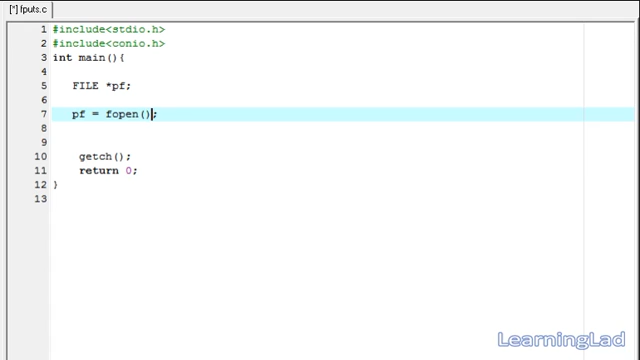 [*] fputs.c
1 #include<stdio.h>
2 #include<conio.h>
3 int main(){
4
5 FILE *pf;
6
7 pf = fopen();
8
9
10 getch();
11 return 0;
12 }
13
LearningLad